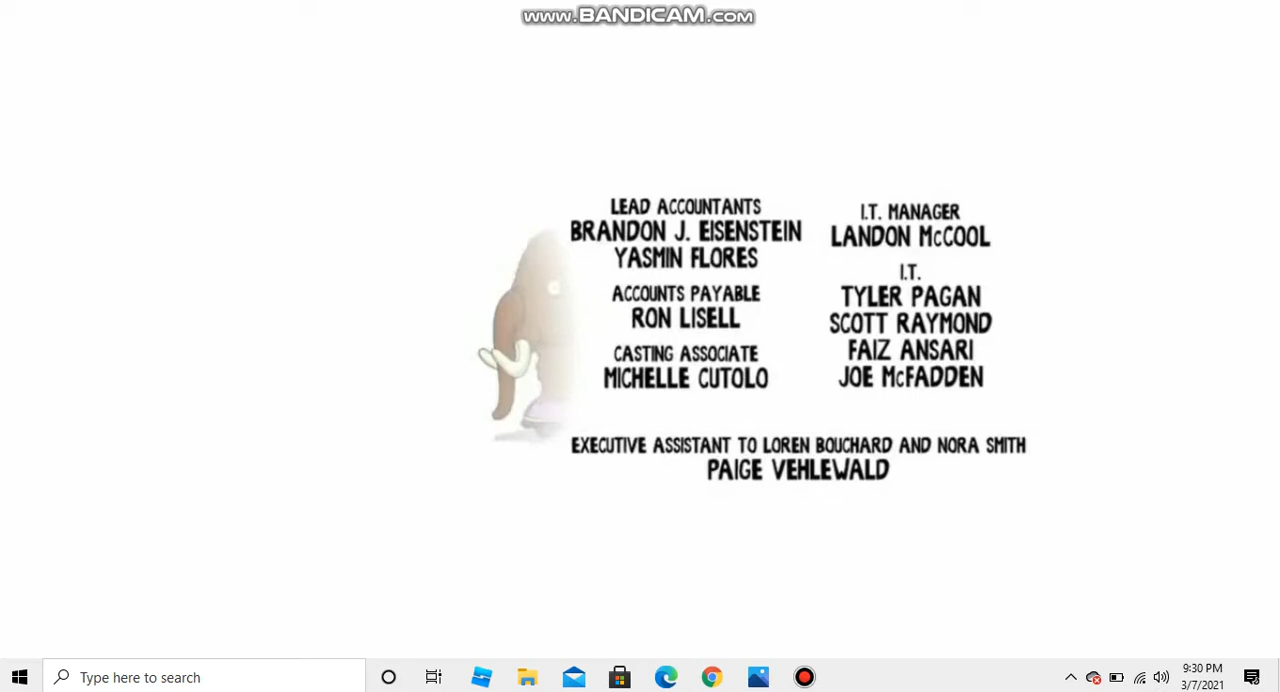 www.BANDICAM.com
LEAD ACCOUNTANTS
BRANDON J. EISENSTEIN
YASMIN FLORES
ACCOUNTS PAYABLE
RON LISELL
CASTING ASSOCIATE
MICHELLE CUTOLO
I.T. MANAGER
LANDON McCOOL
I.T.
TYLER PAGAN
SCOTT RAYMOND
FAIZ ANSARI
JOE McFADDEN
EXECUTIVE ASSISTANT TO LOREN BOUCHARD AND NORA SMITH
PAIGE VEHLEWALD
Type here to search
9:30 PM
3/7/2021